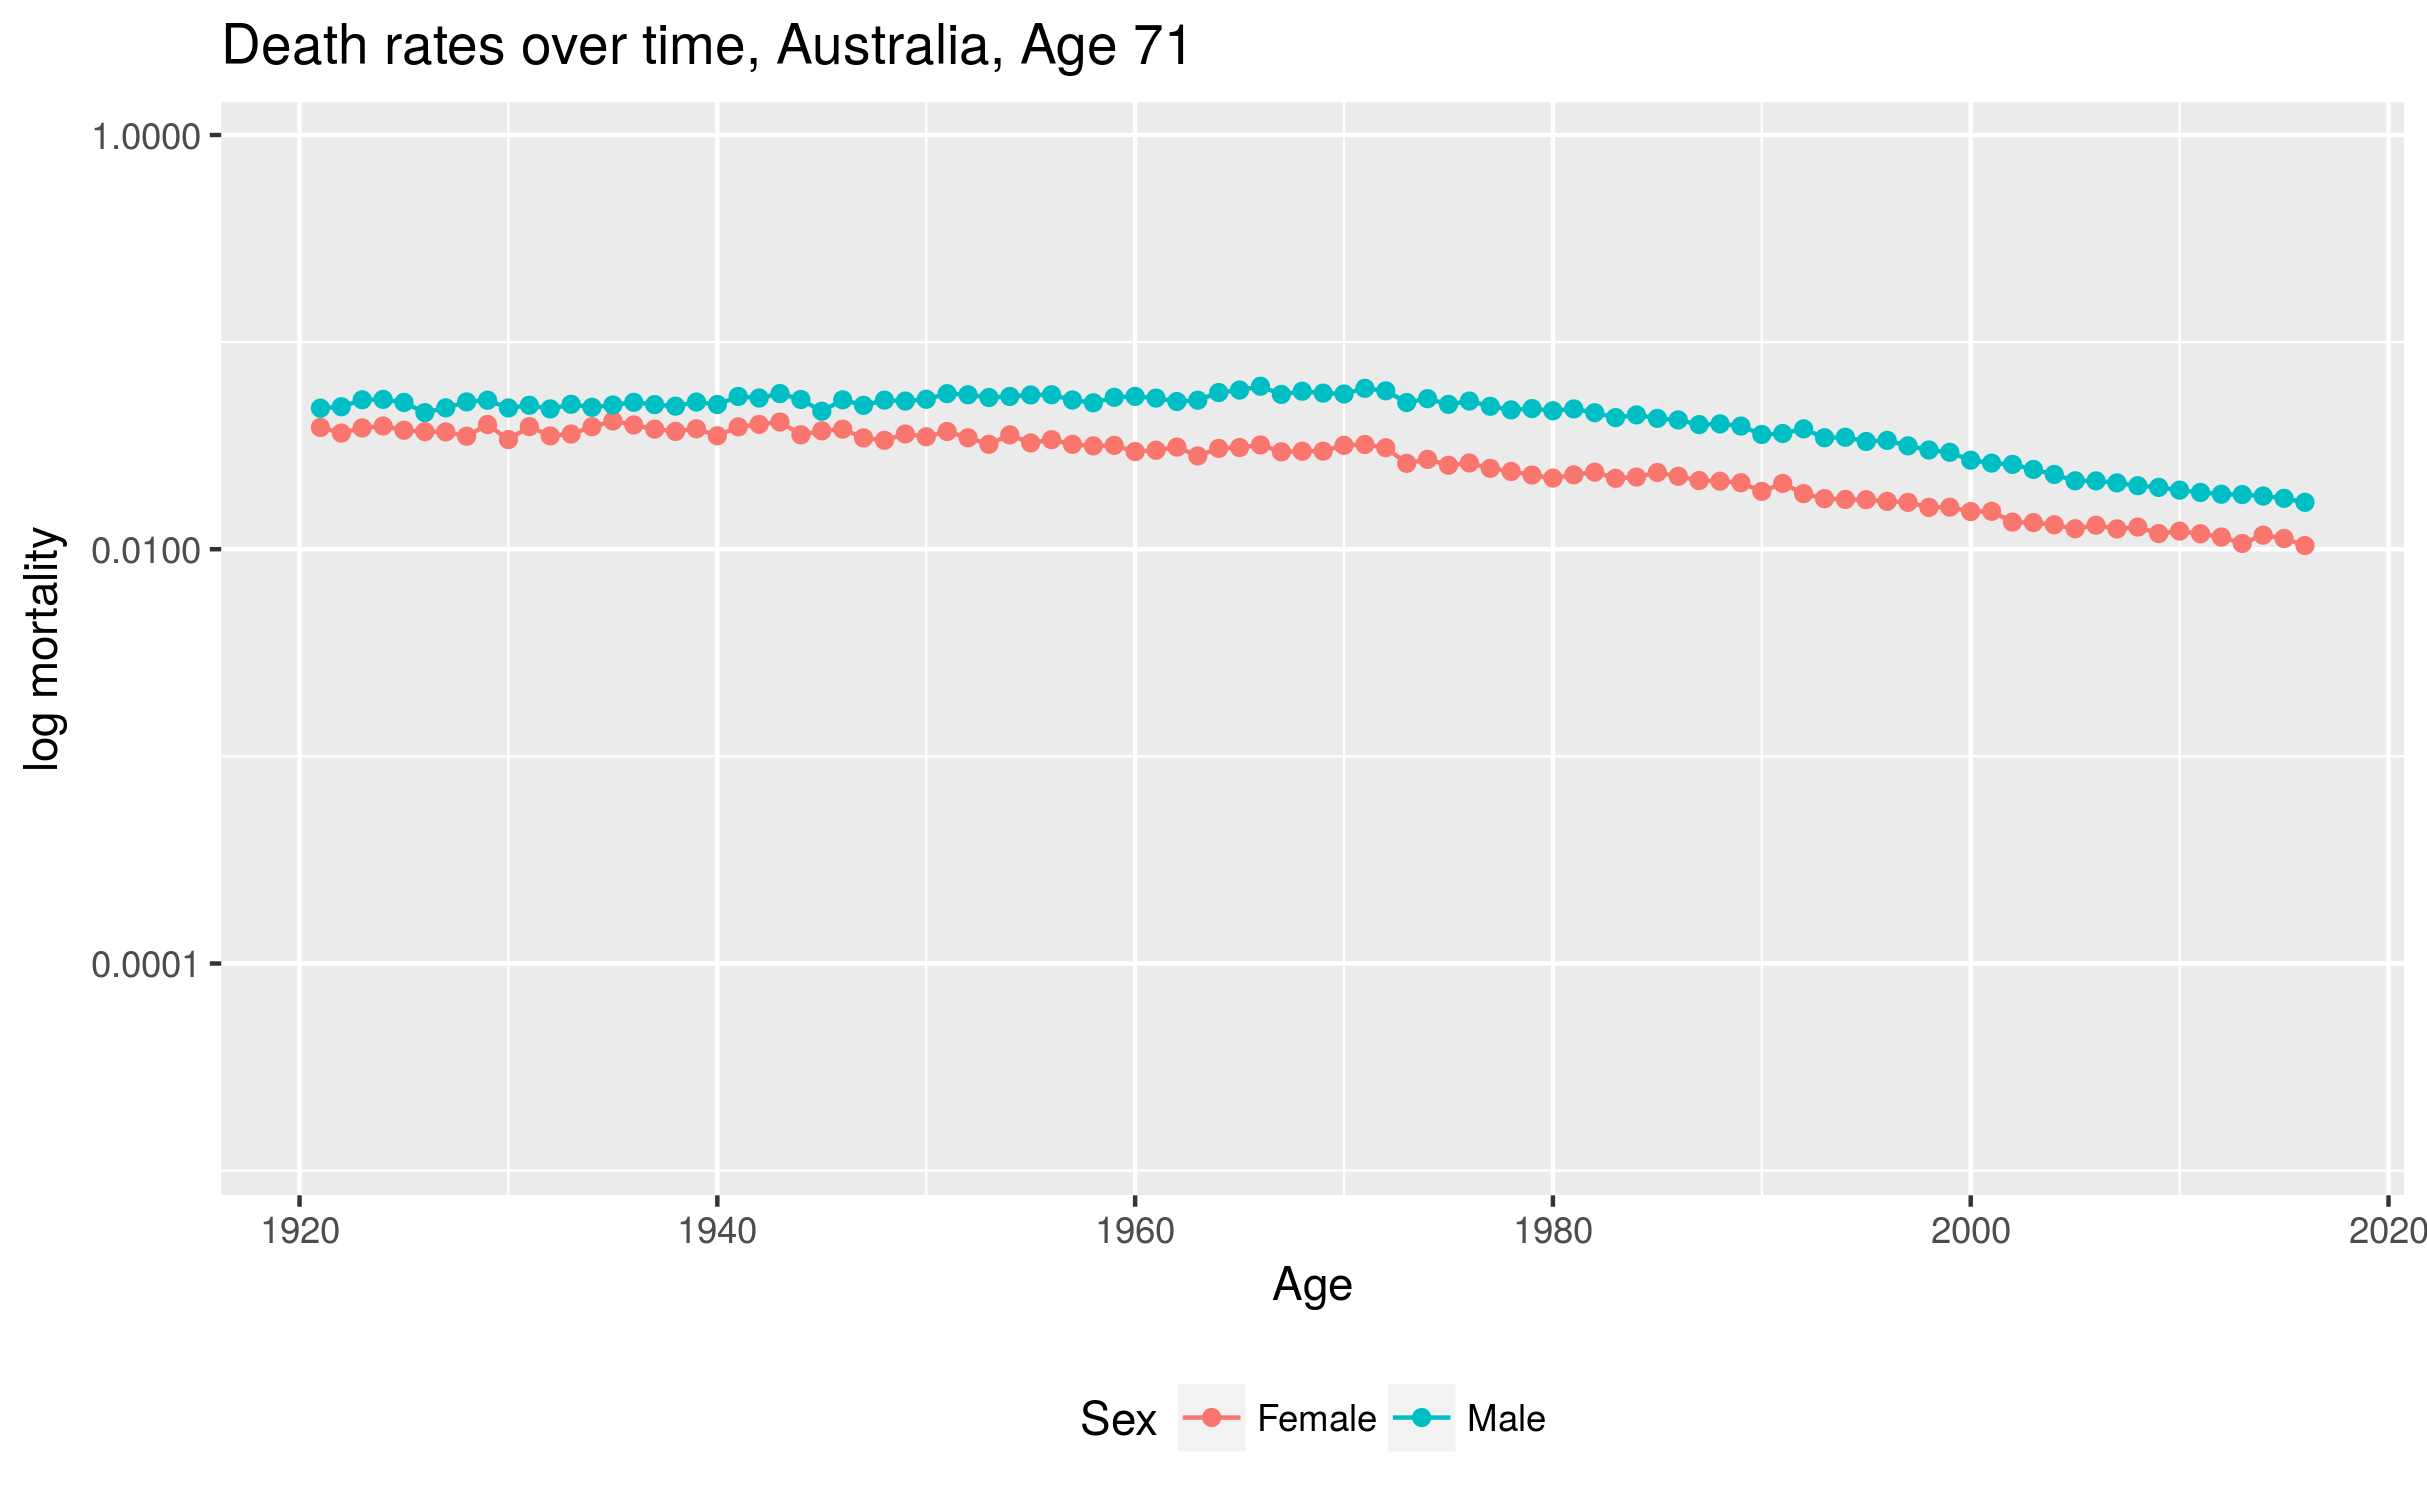 Death rates over time, Australia, Age 71
1.0000
0.0100
0.0001
log mortality
1920 1940 1960 1980 2000 2020
Age
Sex Female Male